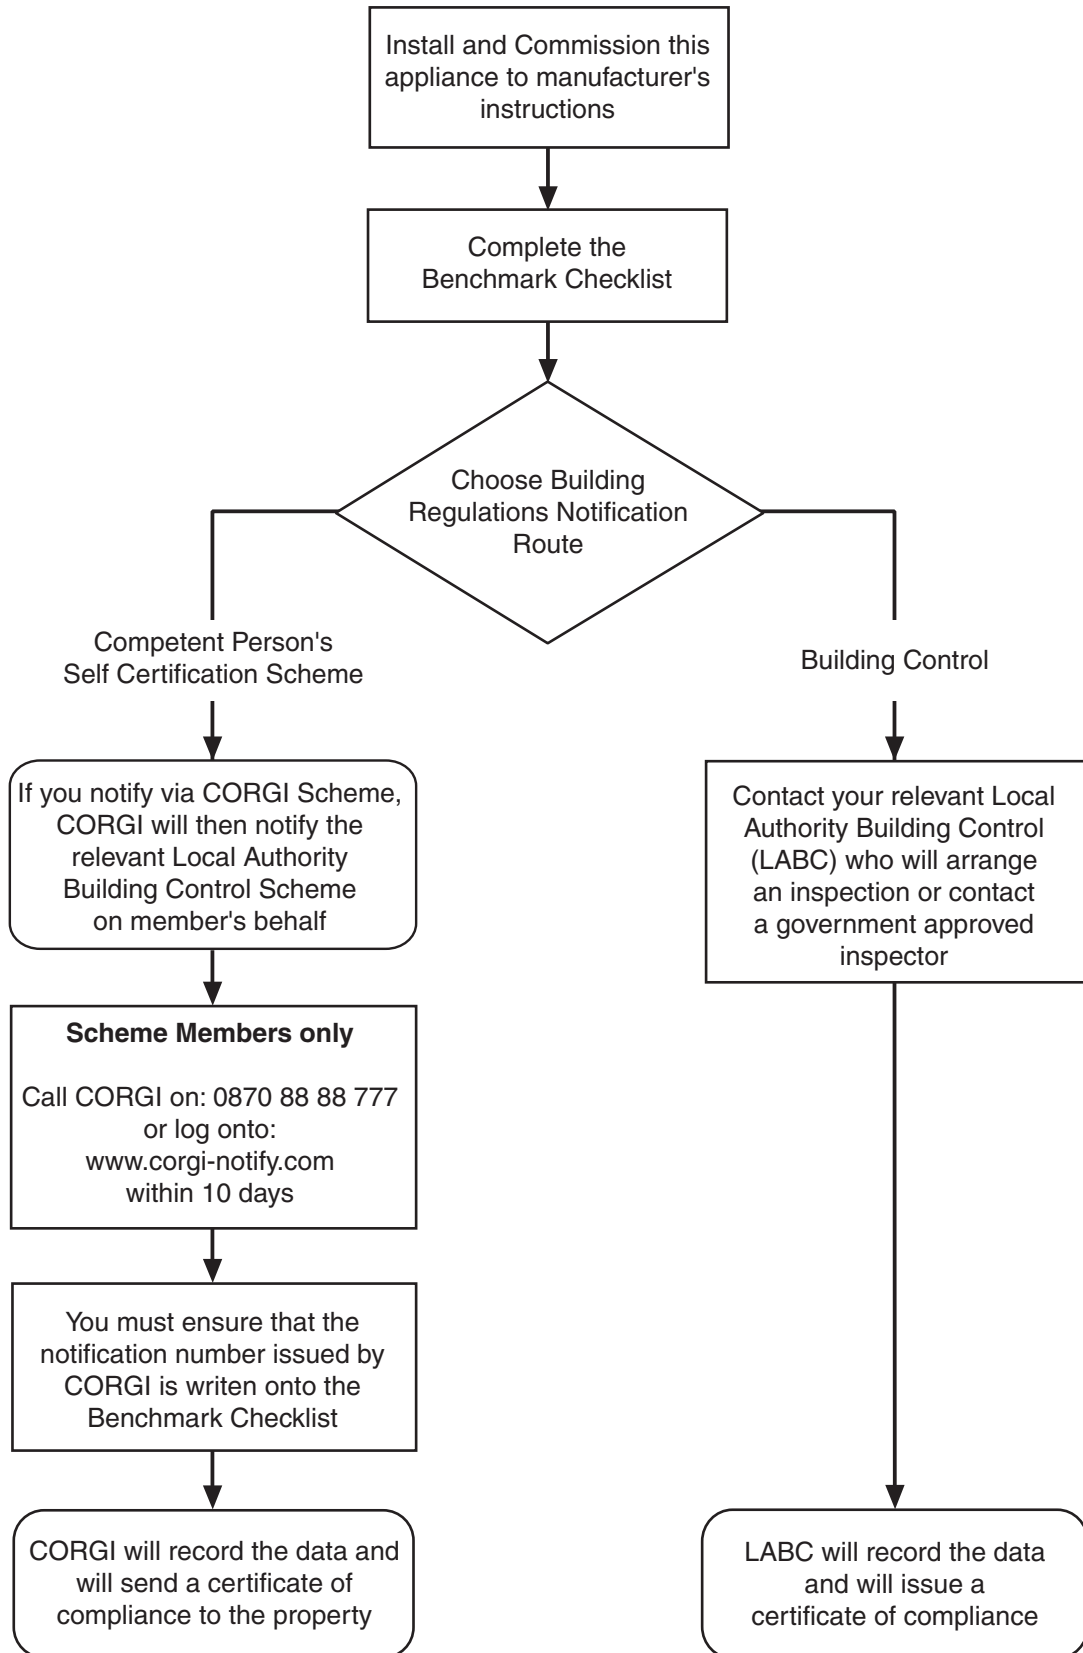 Install and Commission this
appliance to manufacturer's
instructions
Complete the
Benchmark Checklist
Choose Building
Regulations Notification
Route
Competent Person's
Self Certification Scheme
Building Control
If you notify via CORGI Scheme,
CORGI will then notify the
relevant Local Authority
Building Control Scheme
on member's behalf
Contact your relevant Local
Authority Building Control
(LABC) who will arrange
an inspection or contact
a government approved
inspector
Scheme Members only
Call CORGI on: 0870 88 88 777
or log onto:
www.corgi-notify.com
within 10 days
You must ensure that the
notification number issued by
CORGI is writen onto the
Benchmark Checklist
CORGI will record the data and
will send a certificate of
compliance to the property
LABC will record the data
and will issue a
certificate of compliance